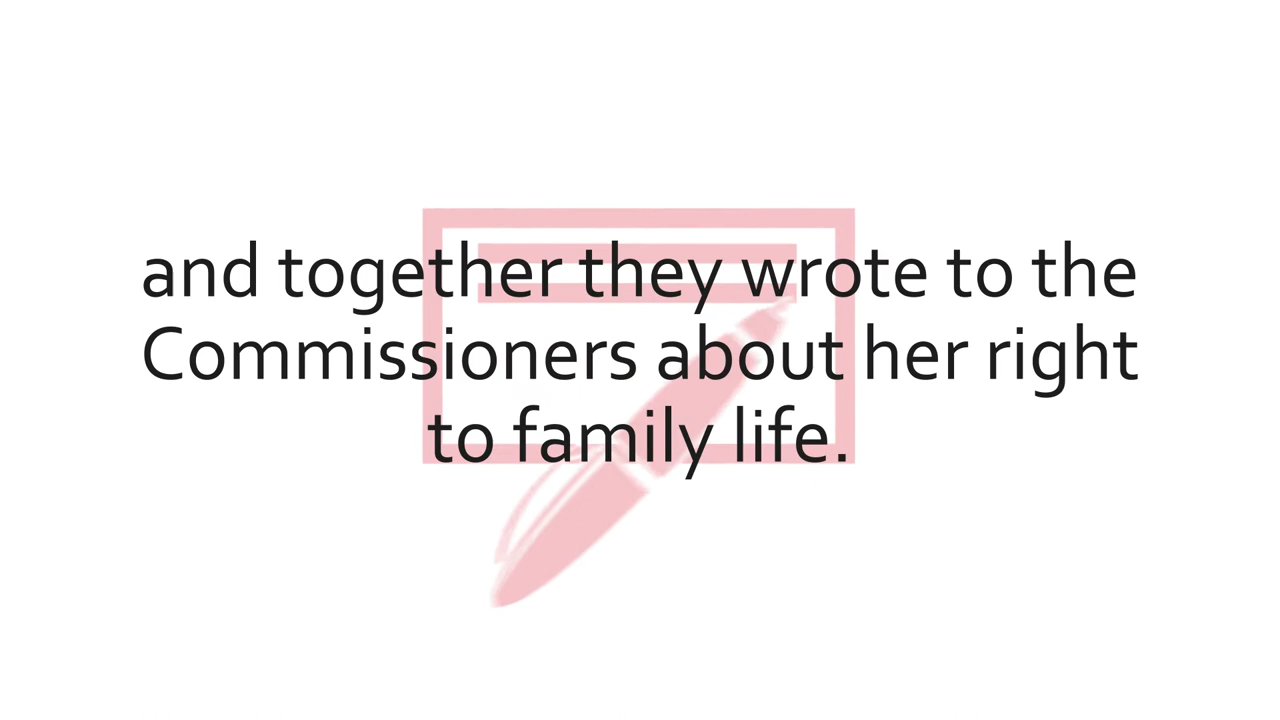 and together they wrote to the
Commissioners about her right
to family life.